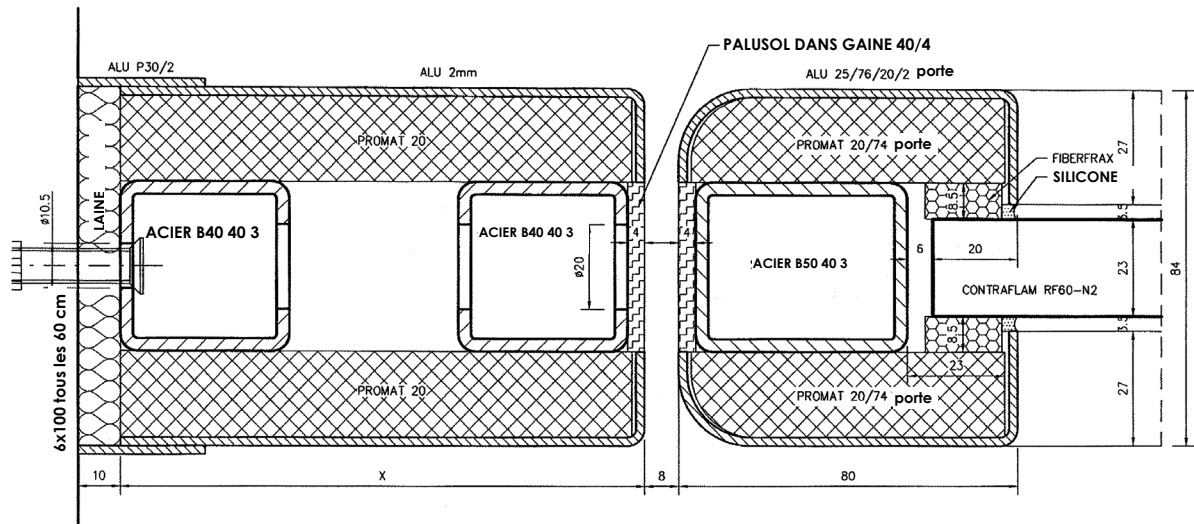 PALUSOL DANS GAINE 40/4
ALU P30/2
ALU 2mm
ALU 25/76/20/2 porte
PROMAT 20
PROMAT 20/74 porte
27
FIBERFRAX
SILICONE
ø10.5
LAINE
8.5
3.5
ACIER B40 40 3
ACIER B40 40 3
4
4
ACIER B50 40 3
6
20
ø20
23
84
CONTRAFLAM RF60-N2
6x100 tous les 60 cm
8.5
3.5
23
PROMAT 20
PROMAT 20/74 porte
27
10
X
8
80